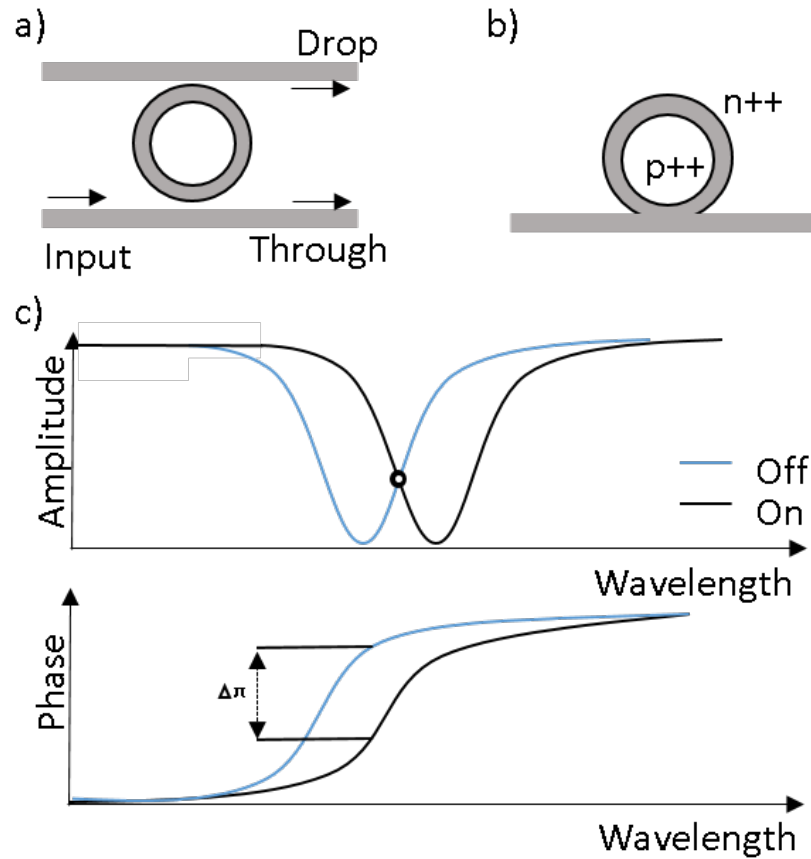 a)
Drop
Input
Through
b)
n++
p++
c)
Amplitude
Off
On
Wavelength
Phase
Δπ
Wavelength